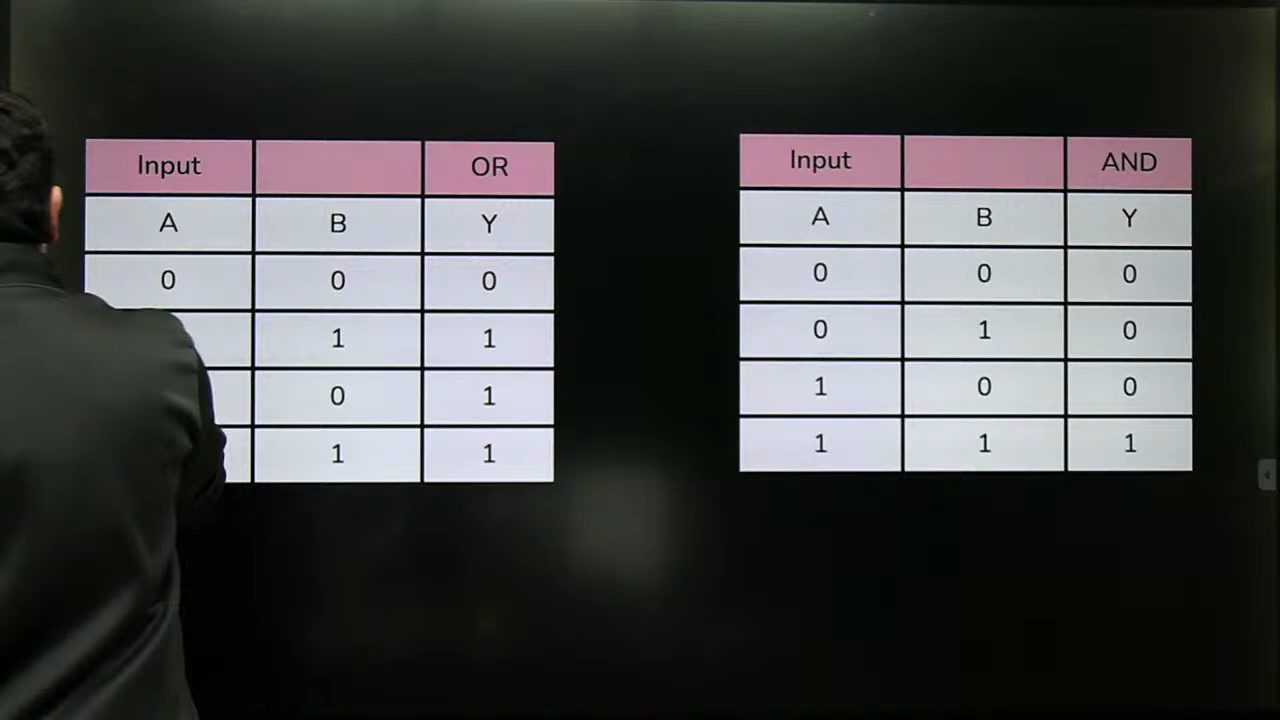 Input OR
A B Y
0 0 0
1 1
0 1
1 1
Input AND
A B Y
0 0 0
0 1 0
1 0 0
1 1 1